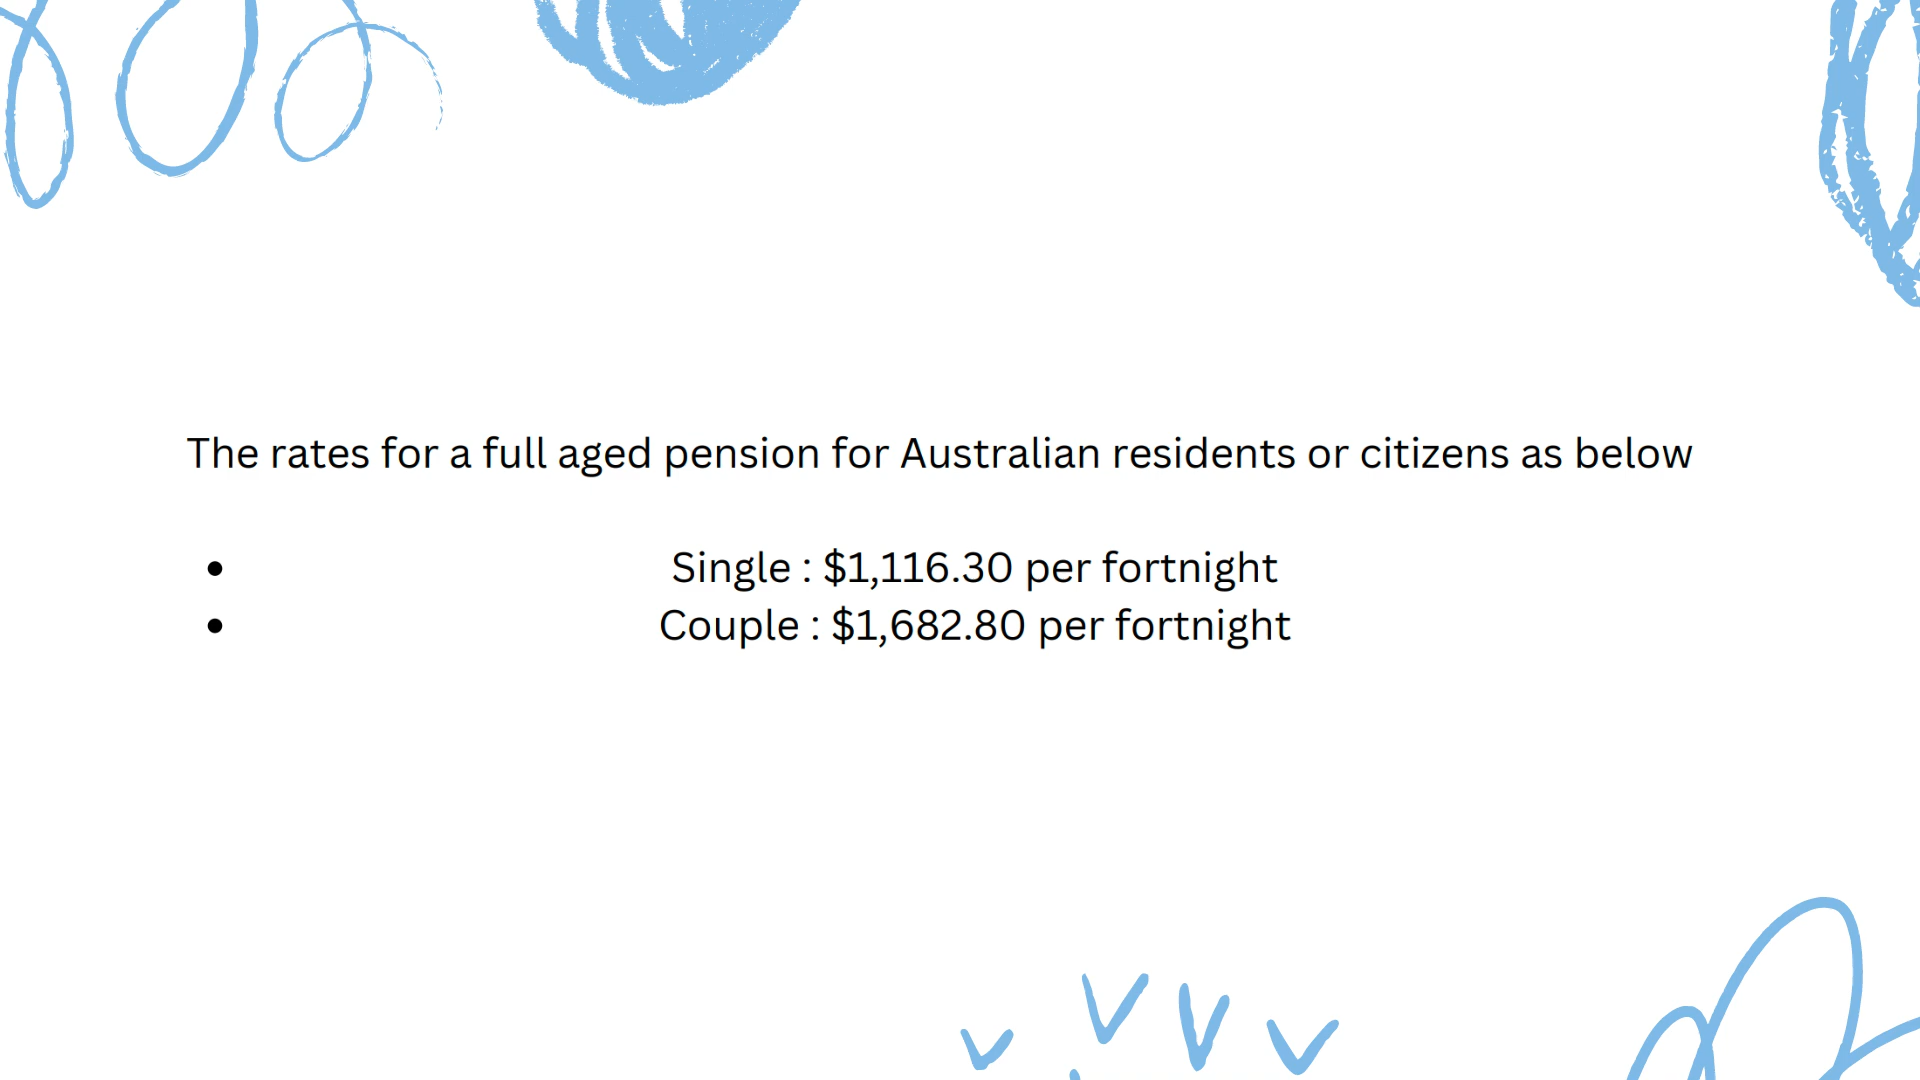 The rates for a full aged pension for Australian residents or citizens as below
• Single : $1,116.30 per fortnight
• Couple : $1,682.80 per fortnight